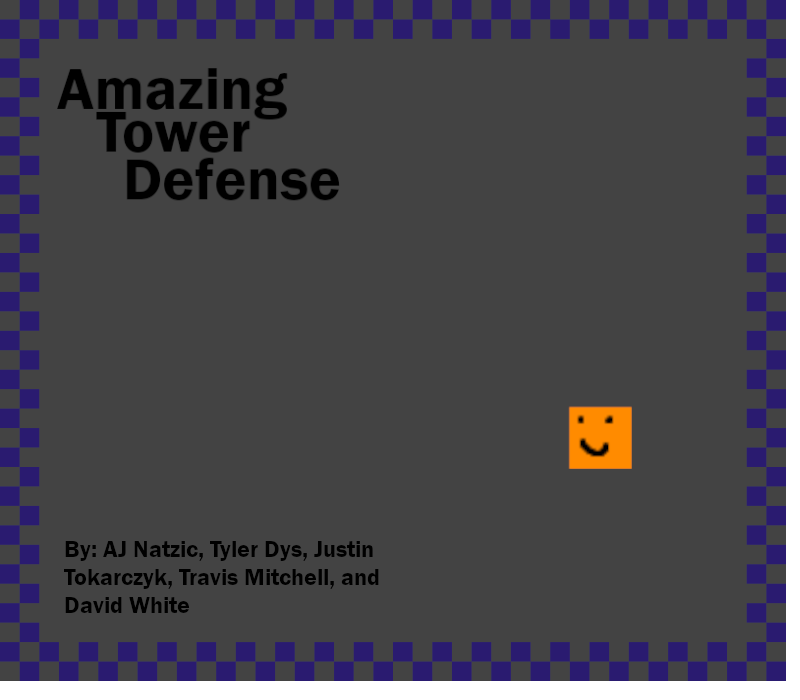 Amazing
Tower
Defense
By: AJ Natzic, Tyler Dys, Justin
Tokarczyk, Travis Mitchell, and
David White